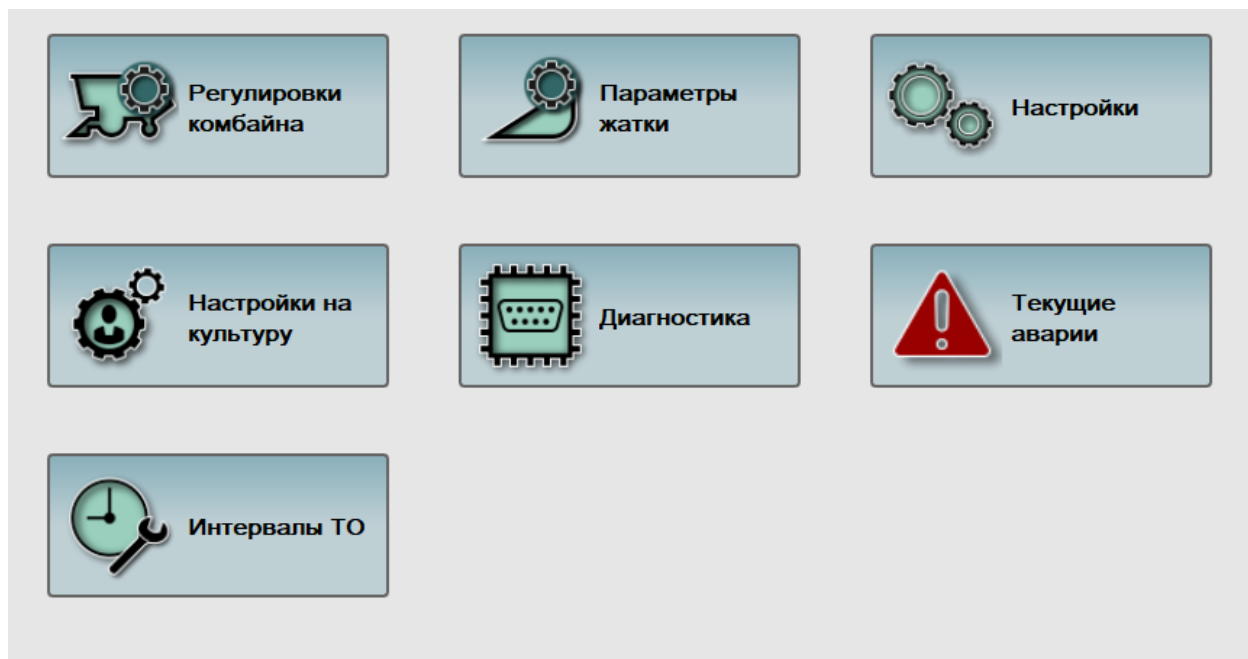 Регулировки
комбайна
Параметры
жатки
Настройки
Настройки на
культуру
Диагностика
Текущие
аварии
Интервалы ТО